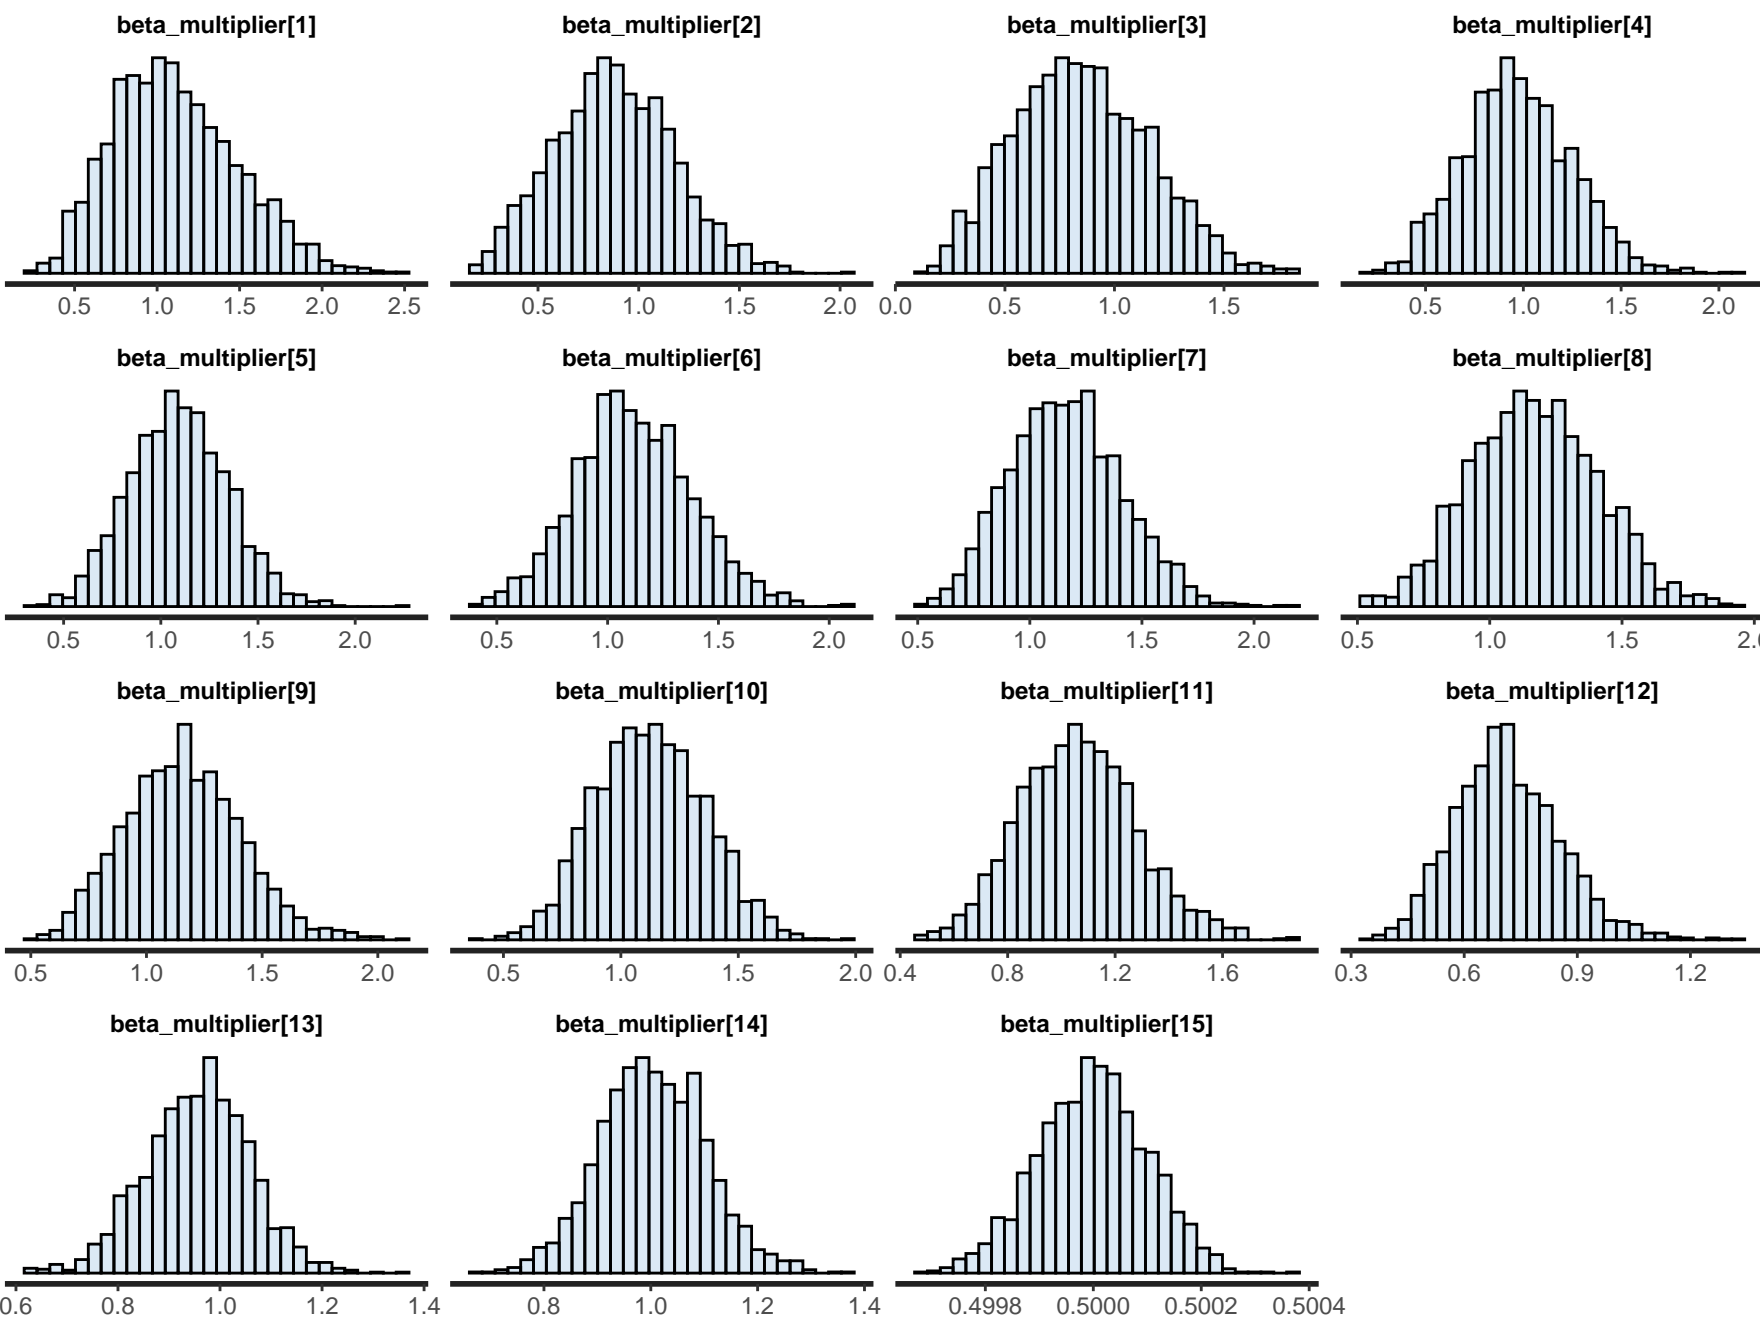 beta_multiplier[1] beta_multiplier[2] beta_multiplier[3] beta_multiplier[4]
0.5 1.0 1.5 2.0 2.5 0.5 1.0 1.5 2.0 0.0 0.5 1.0 1.5 0.5 1.0 1.5 2.0
beta_multiplier[5] beta_multiplier[6] beta_multiplier[7] beta_multiplier[8]
0.5 1.0 1.5 2.0 0.5 1.0 1.5 2.0 0.5 1.0 1.5 2.0 0.5 1.0 1.5
beta_multiplier[9] beta_multiplier[10] beta_multiplier[11] beta_multiplier[12]
0.5 1.0 1.5 2.0 0.5 1.0 1.5 2.0 0.4 0.8 1.2 1.6 0.3 0.6 0.9 1.2
beta_multiplier[13] beta_multiplier[14] beta_multiplier[15]
0.6 0.8 1.0 1.2 1.4 0.8 1.0 1.2 1.4 0.4998 0.5000 0.5002 0.5004